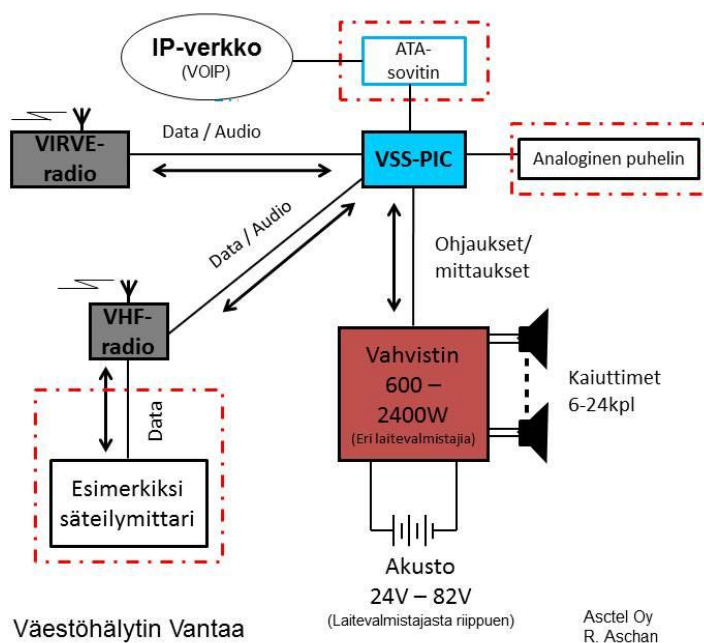 IP-verkko
(VOIP)
ATA-
sovitin
VIRVE-
radio
Data / Audio
VSS-PIC
Analoginen puhelin
Data / Audio
Ohjaukset/
mittaukset
VHF-
radio
Data
Esimerkiksi
säteilymittari
Vahvistin
600 –
2400W
(Eri laitevalmistajia)
Kaiuttimet
6-24kpl
Akusto
24V – 82V
(Laitevalmistajasta riippuen)
Väestöhälytin Vantaa
Asctel Oy
R. Aschan